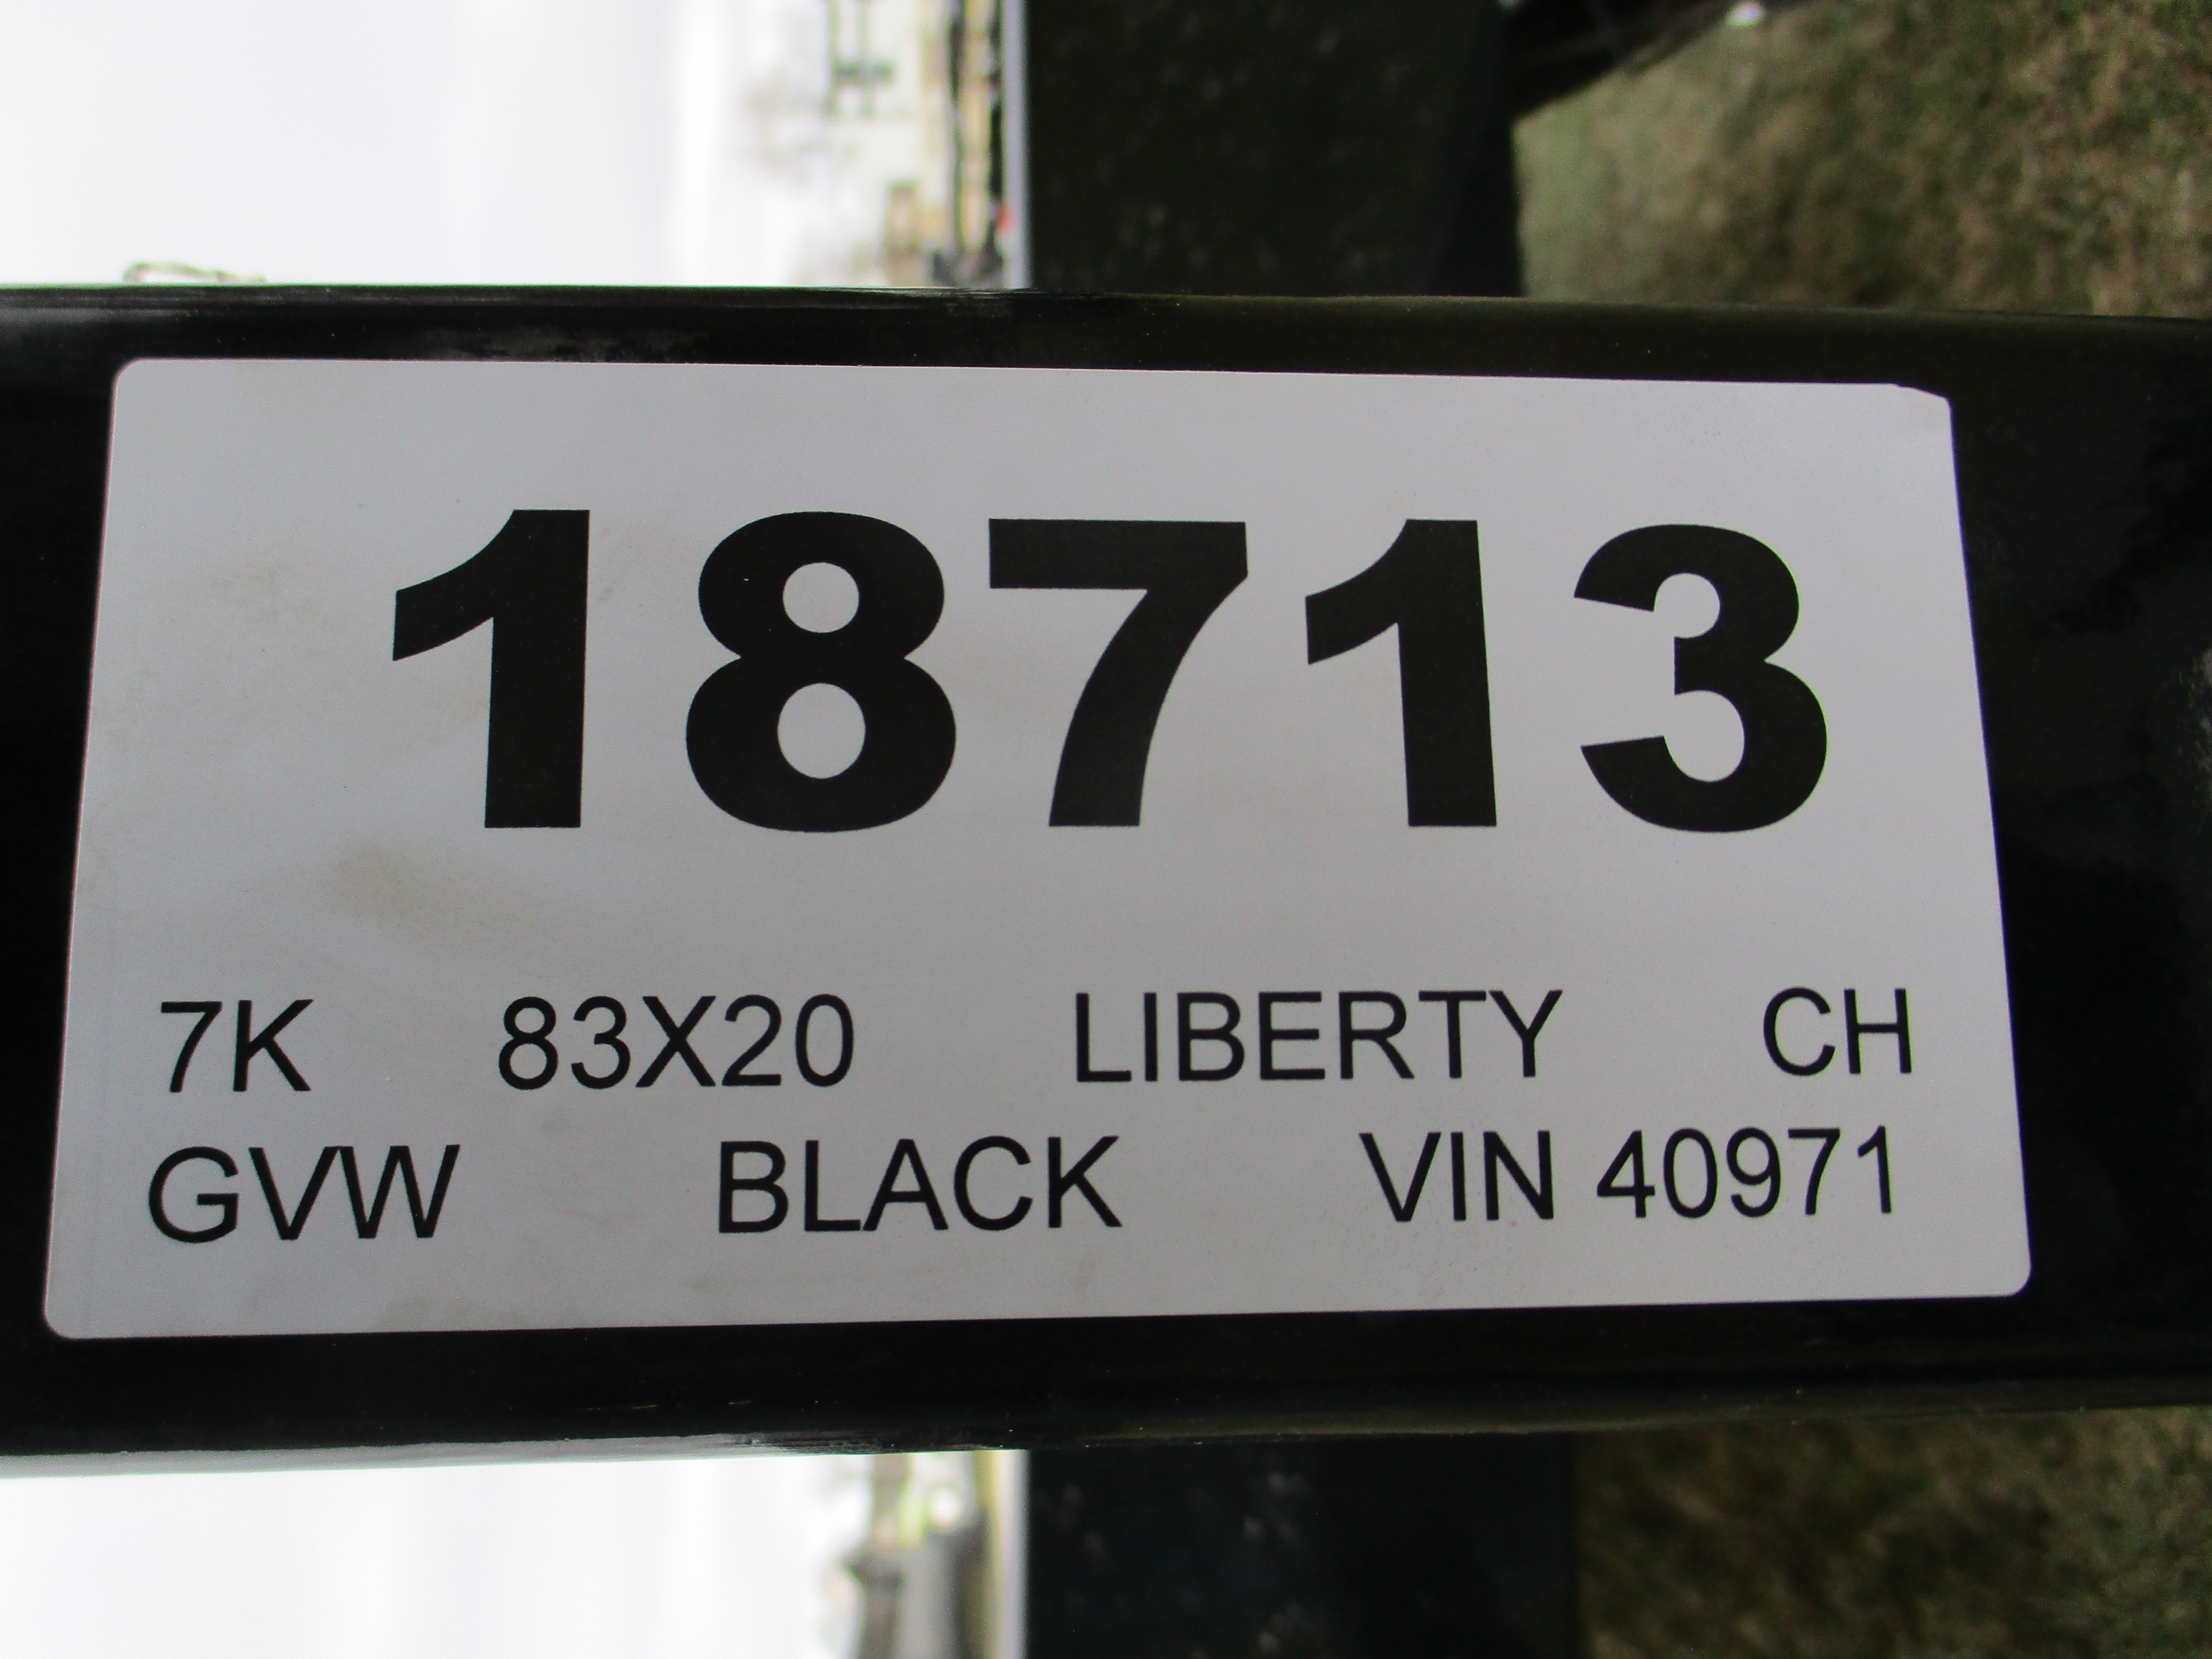 18713
7K 83X20 LIBERTY CH
GVW BLACK VIN 40971